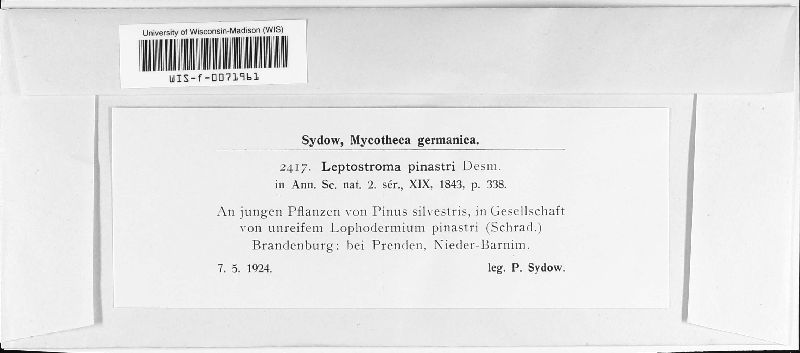 University of Wisconsin-Madison (WIS)
WIS-f-0071961
Sydow, Mycotheca germanica.
2417. Leptostroma pinastri Desm.
in Ann. Sc. nat. 2. sér., XIX, 1843, p. 338.
An jungen Pflanzen von Pinus silvestris, in Gesellschaft
von unreifem Lophodermium pinastri (Schrad.)
Brandenburg: bei Prenden, Nieder-Barnim.
7. 5. 1924. leg. P. Sydow.